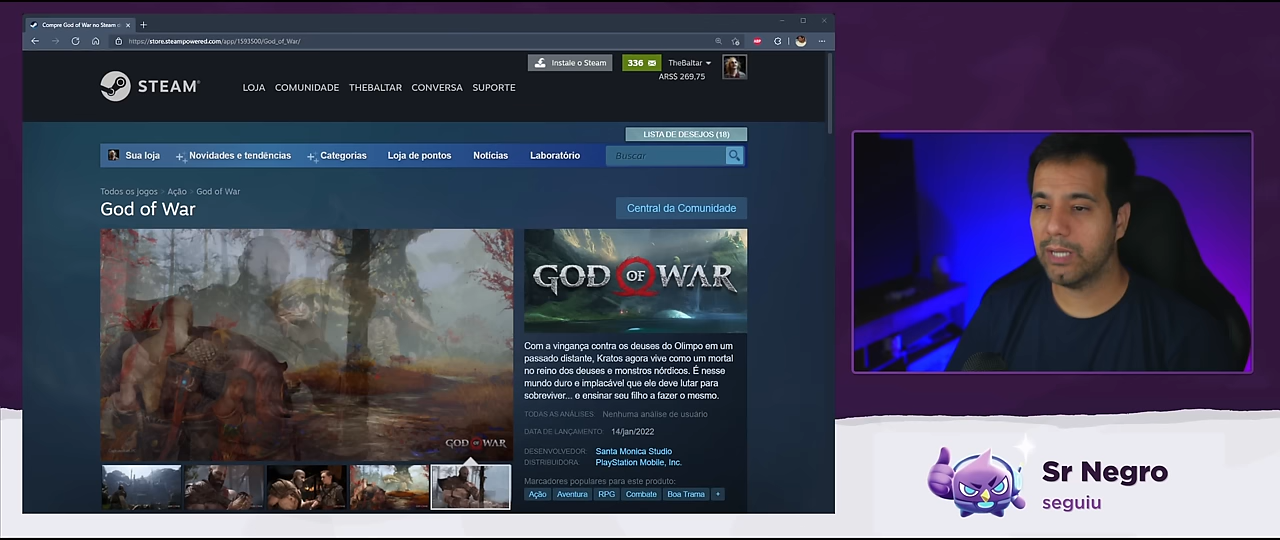 Compre God of War no Steam
https://store.steampowered.com/app/1593500/God_of_War/
Instale o Steam
336
TheBaltar
ARS$ 269,75
STEAM
LOJA COMUNIDADE THEBALTAR CONVERSA SUPORTE
LISTA DE DESEJOS (18)
Sua loja Novidades e tendências Categorias Loja de pontos Notícias Laboratório Buscar
Todos os jogos > Ação > God of War
God of War
Central da Comunidade
GOD OF WAR
Com a vingança contra os deuses do Olimpo em um
passado distante, Kratos agora vive como um mortal
no reino dos deuses e monstros nórdicos. É nesse
mundo duro e implacável que ele deve lutar para
sobreviver... e ensinar seu filho a fazer o mesmo.
TODAS AS ANÁLISES: Nenhuma análise de usuário
DATA DE LANÇAMENTO: 14/jan/2022
GOD OF WAR
DESENVOLVEDOR: Santa Monica Studio
DISTRIBUIDORA: PlayStation Mobile, Inc.
Marcadores populares para este produto:
Ação Aventura RPG Combate Boa Trama +
Sr Negro
seguiu